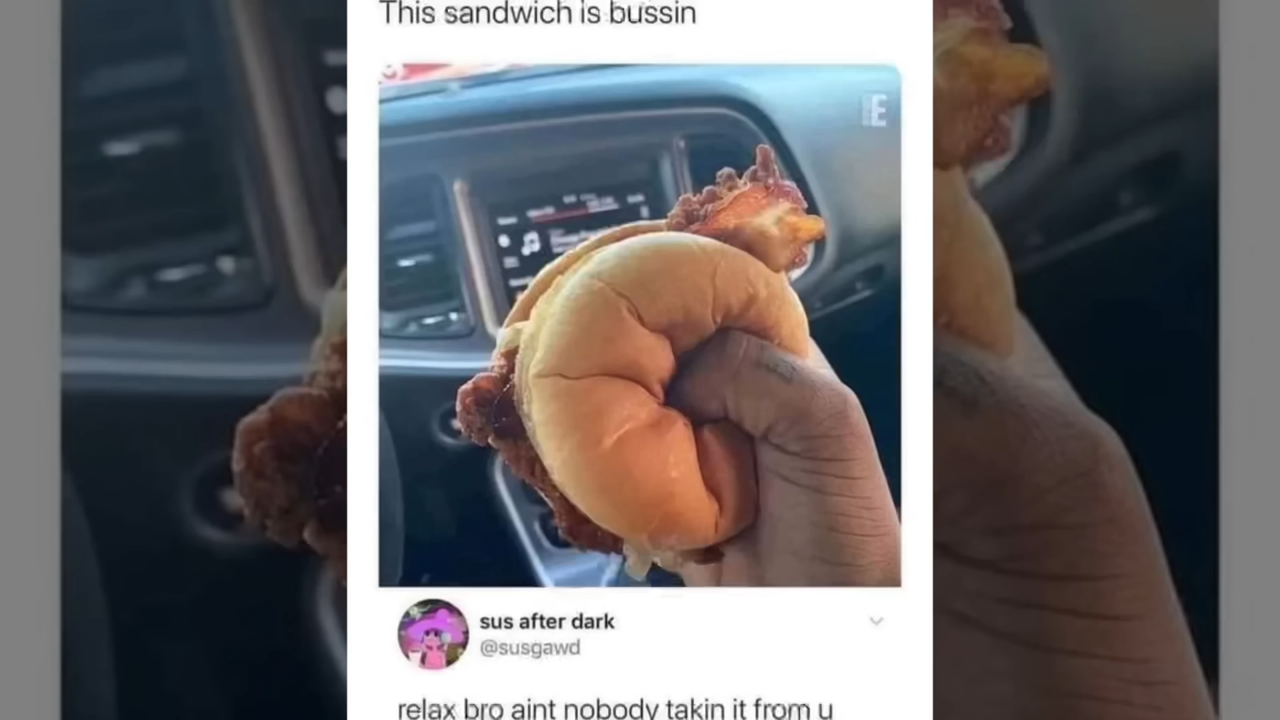 This sandwich is bussin
E
sus after dark
@susgawd
relax bro aint nobody takin it from u